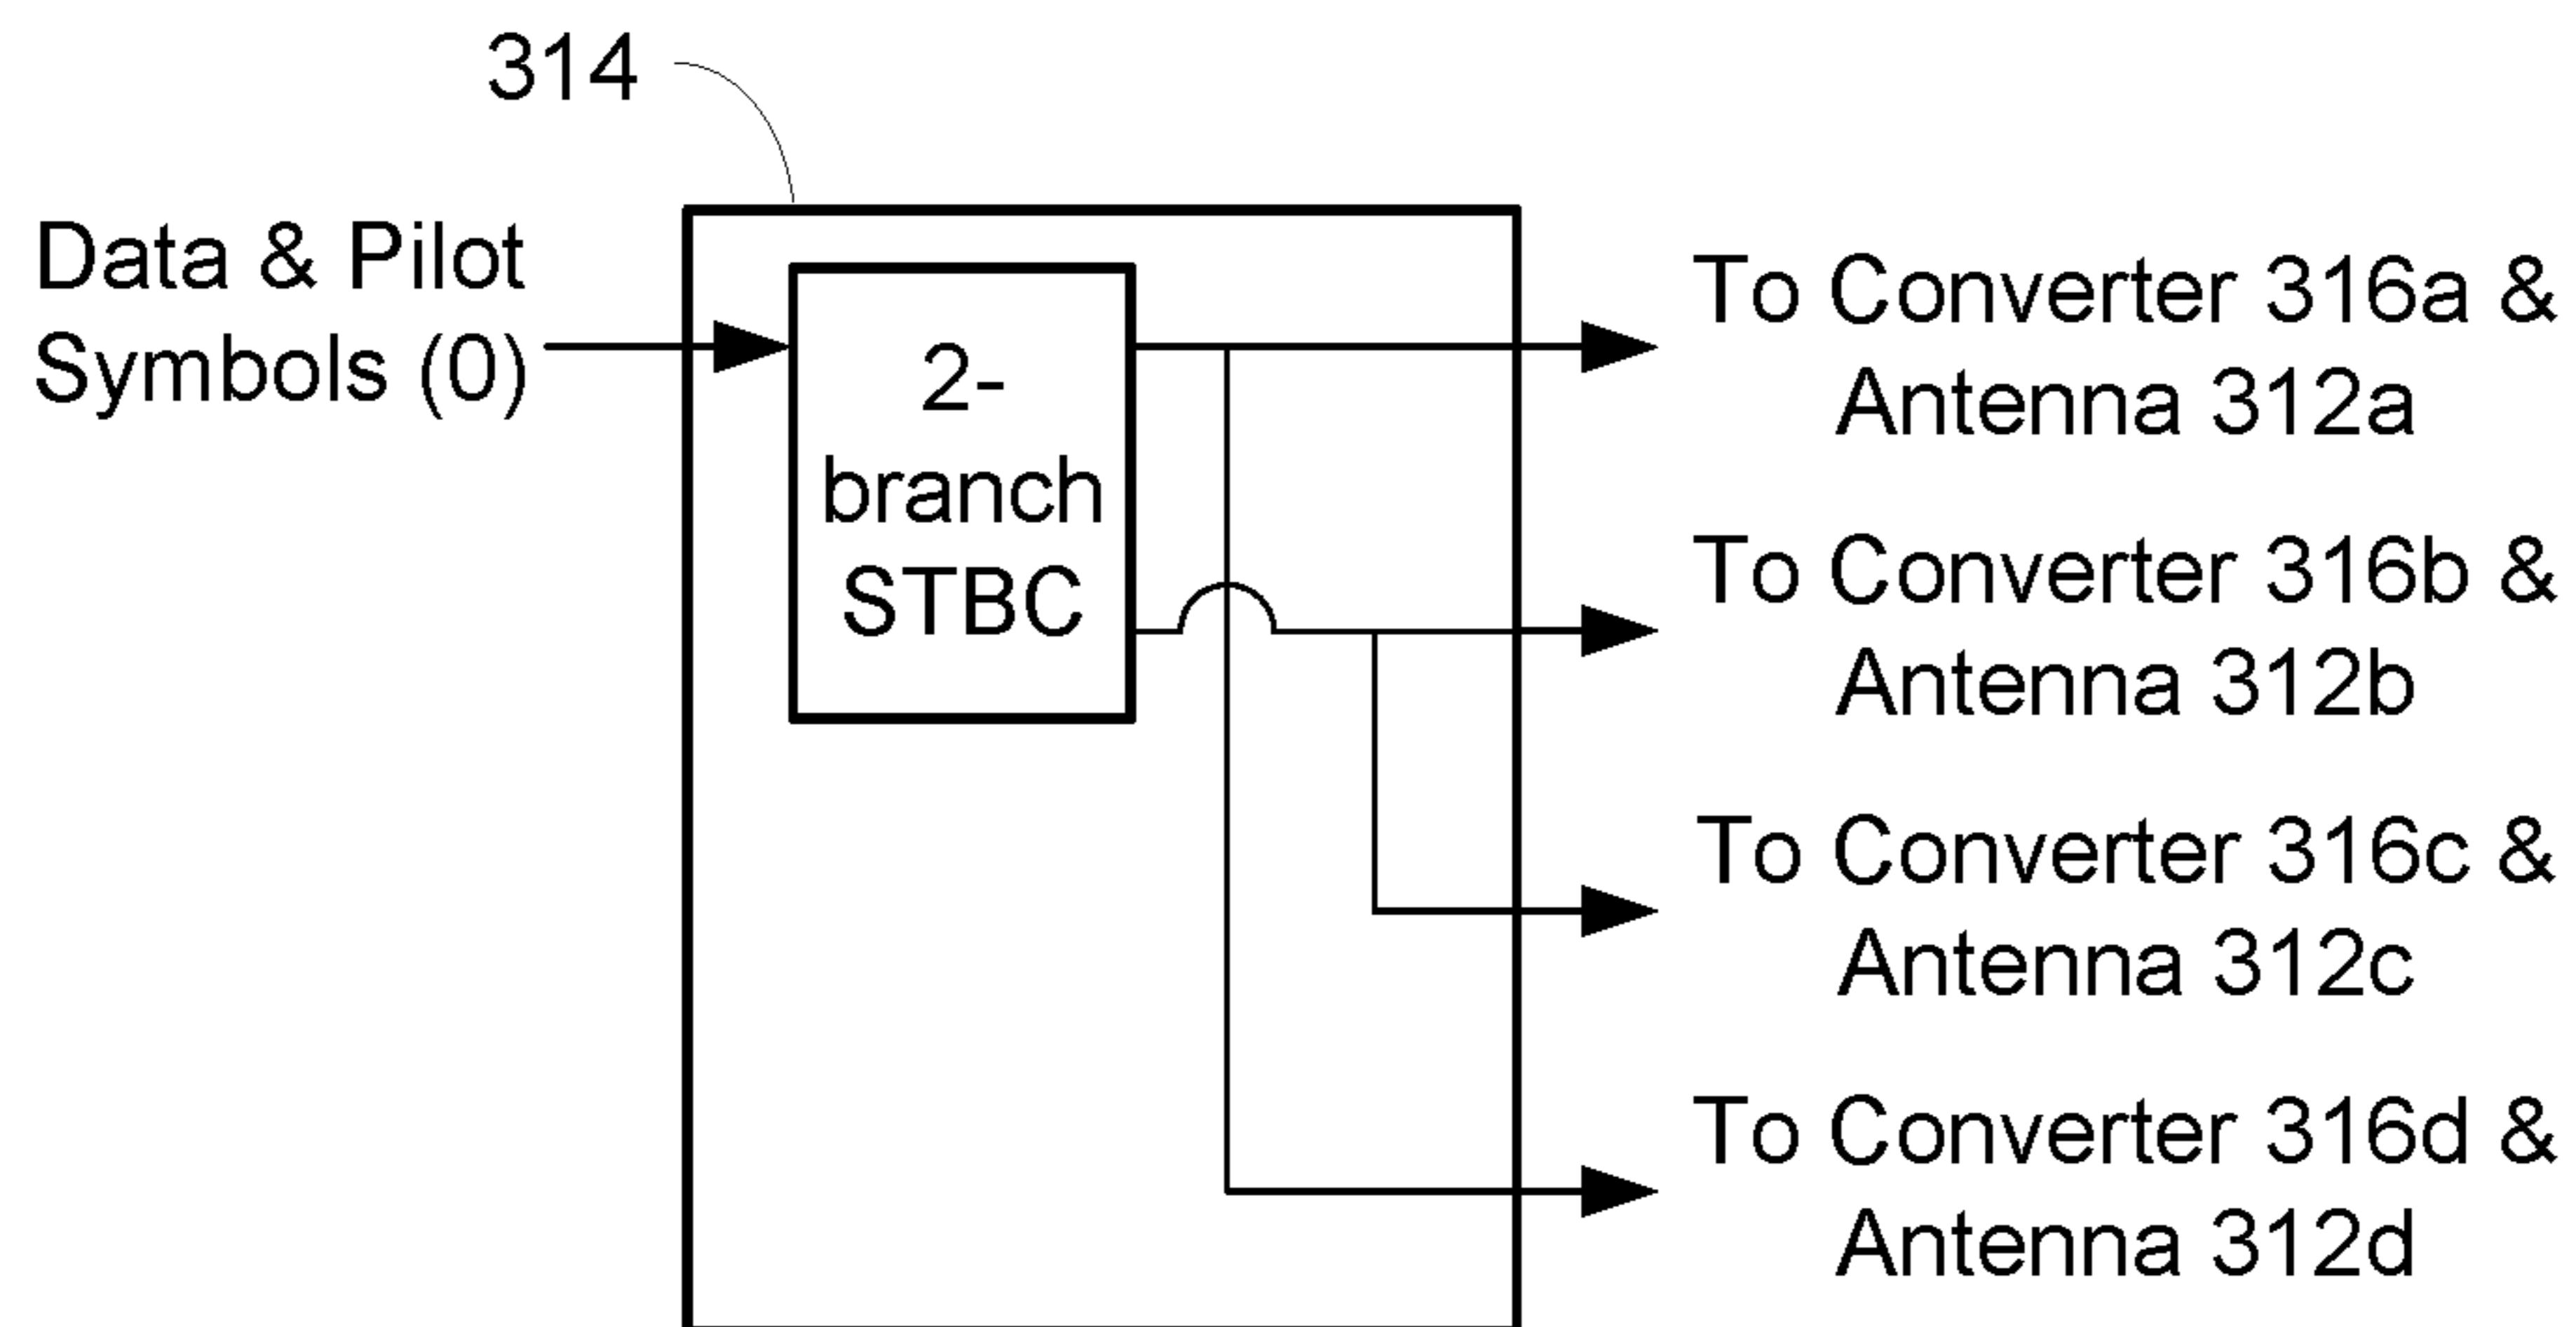 314
Data & Pilot
Symbols (0)
2-
branch
STBC
To Converter 316a &
Antenna 312a
To Converter 316b &
Antenna 312b
To Converter 316c &
Antenna 312c
To Converter 316d &
Antenna 312d